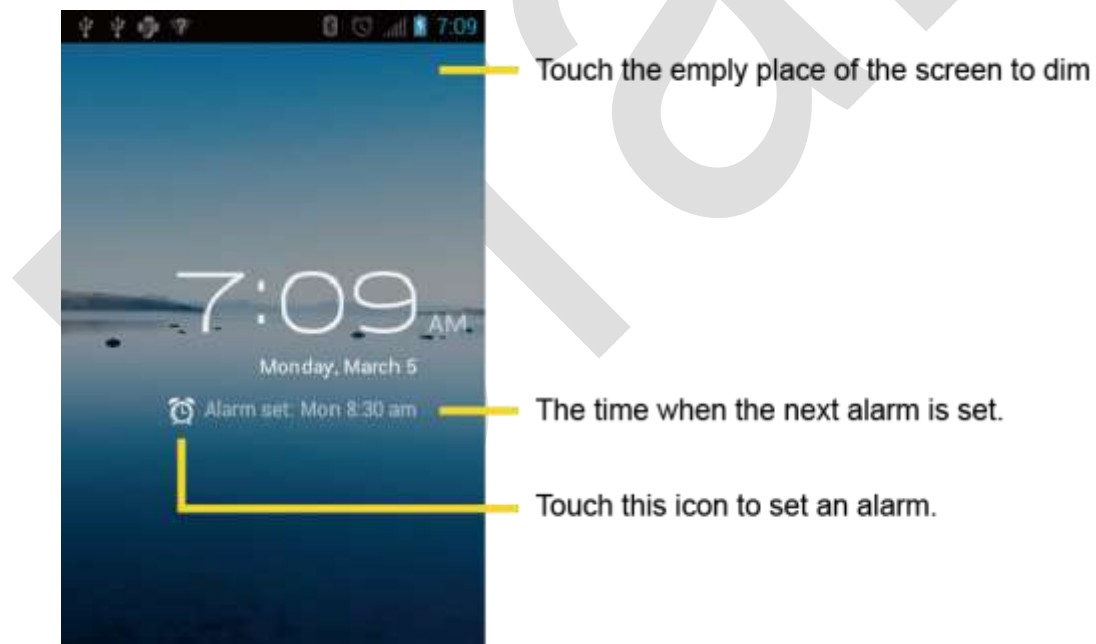 7:09
Touch the emply place of the screen to dim
7:09 AM
Monday, March 5
Alarm set: Mon 8:30 am
The time when the next alarm is set.
Touch this icon to set an alarm.